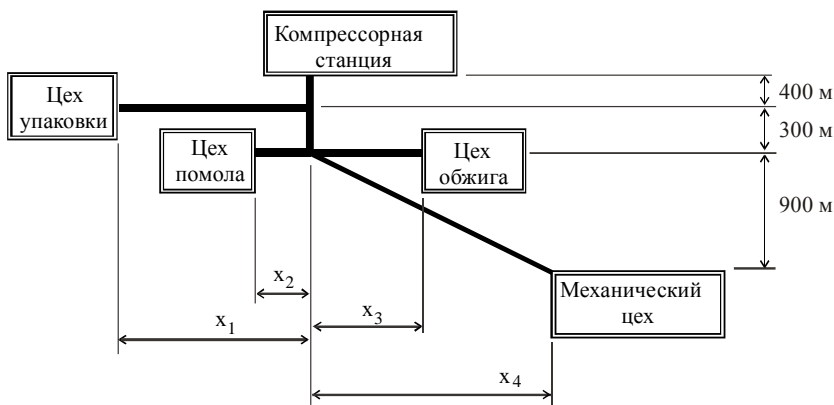 Компрессорная
станция
Цех
упаковки
400 м
300 м
Цех
помола
Цех
обжига
900 м
x2
x1
x3
Механический
цех
x4